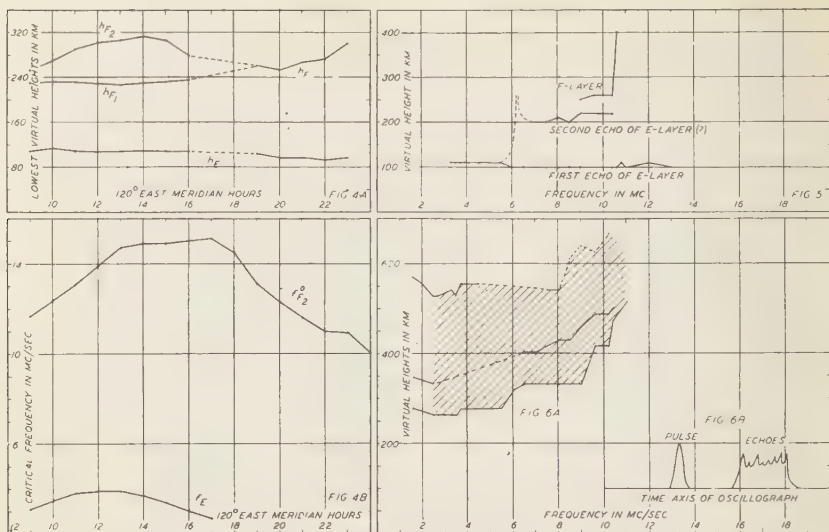 LOWEST VIRTUAL HEIGHTS IN KM
320
240
160
80
hF2
hF1
hF
hE
10
12
14
16
18
20
22
120° EAST MERIDIAN HOURS
FIG 4-A
VIRTUAL HEIGHT IN KM
400
300
200
100
F-LAYER
SECOND ECHO OF E-LAYER (?)
FIRST ECHO OF E-LAYER
2
4
6
8
10
12
14
16
18
FREQUENCY IN MC
FIG 5
CRITICAL FREQUENCY IN MC/SEC
14
10
6
2
f°F2
fE
10
12
14
16
18
20
22
120° EAST MERIDIAN HOURS
FIG 4B
VIRTUAL HEIGHTS IN KM
600
400
200
FIG 6A
2
4
6
8
10
12
14
16
18
FREQUENCY IN MC/SEC
FIG 6B
PULSE
ECHOES
TIME AXIS OF OSCILLOGRAPH